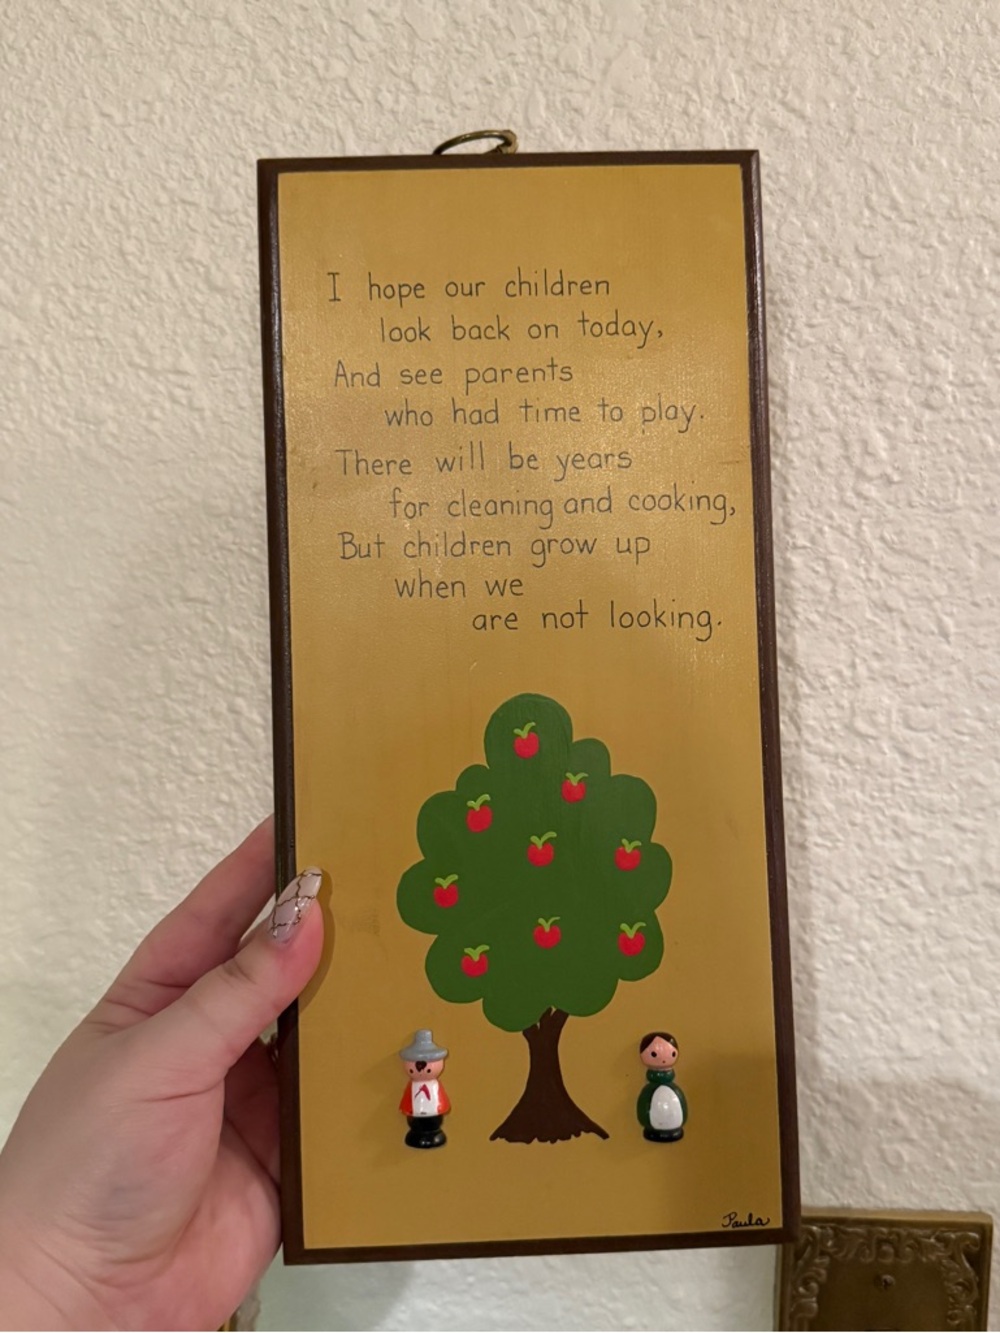 I hope our children
look back on today,
And see parents
who had time to play.
There will be years
for cleaning and cooking,
But children grow up
when we
are not looking.
Paula